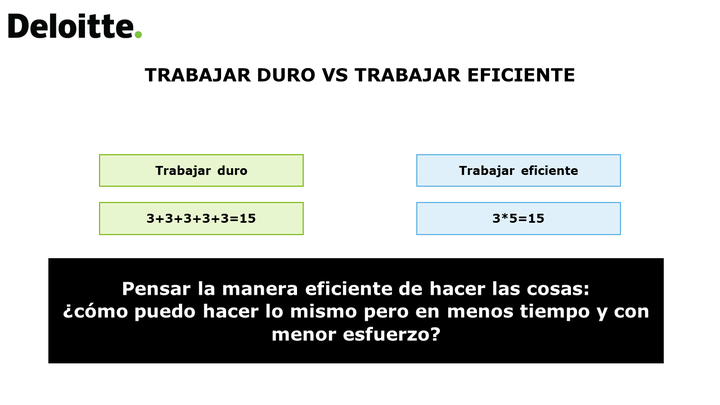 Deloitte.
TRABAJAR DURO VS TRABAJAR EFICIENTE
Trabajar duro
Trabajar eficiente
3+3+3+3+3=15
3*5=15
Pensar la manera eficiente de hacer las cosas:
¿cómo puedo hacer lo mismo pero en menos tiempo y con
menor esfuerzo?